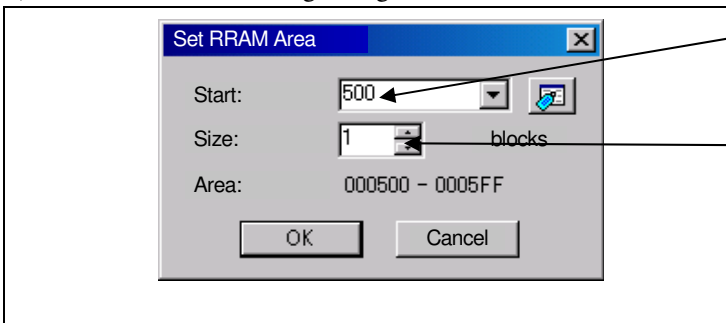 Set RRAM Area
Start: 500
Size: 1 blocks
Area: 000500 - 0005FF
OK Cancel